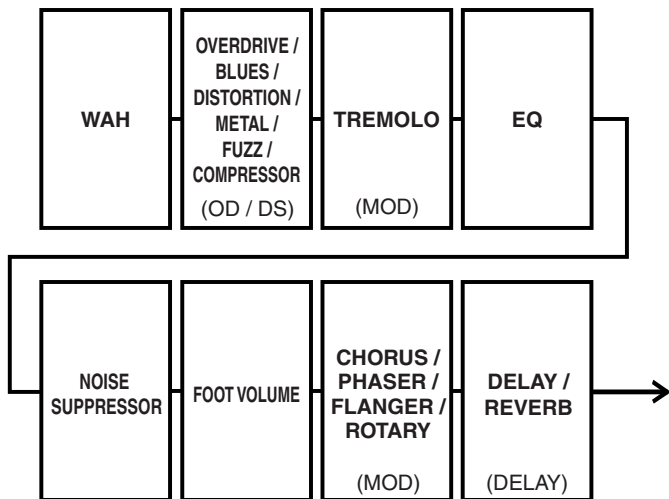 WAH
OVERDRIVE /
BLUES /
DISTORTION /
METAL /
FUZZ /
COMPRESSOR
(OD / DS)
TREMOLO
(MOD)
EQ
NOISE
SUPPRESSOR
FOOT VOLUME
CHORUS /
PHASER /
FLANGER /
ROTARY
(MOD)
DELAY /
REVERB
(DELAY)